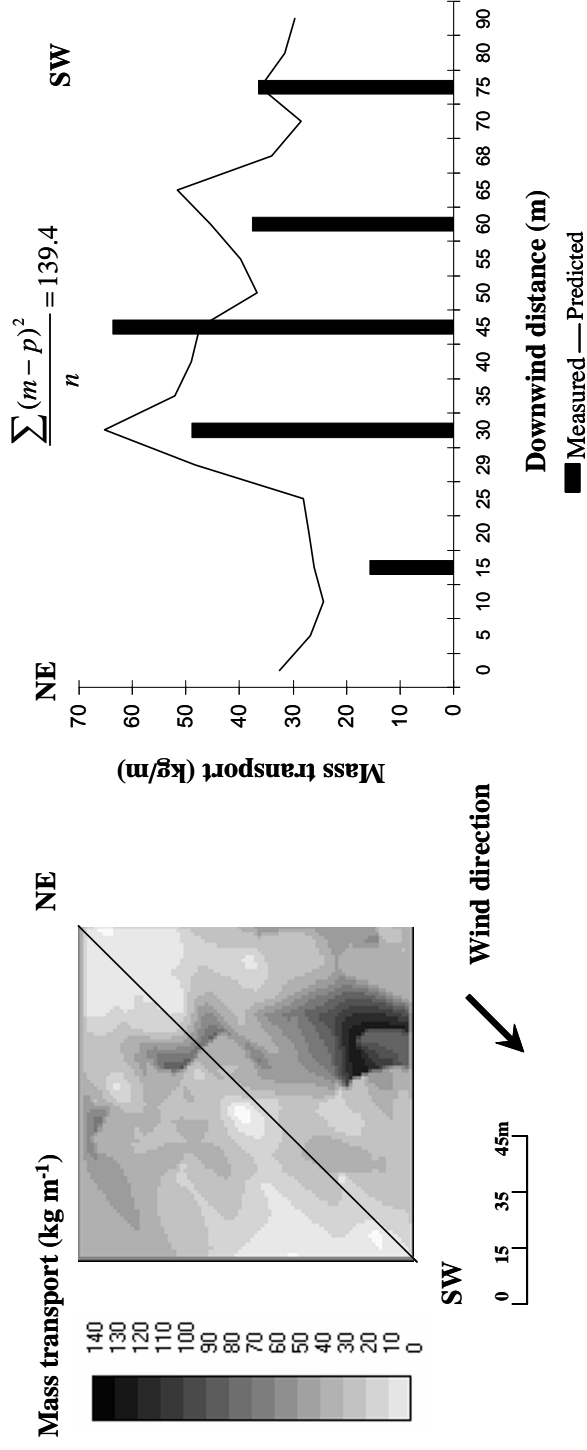 Mass transport (kg m-1)
140
130
120
110
100
90
80
70
60
50
40
30
20
10
0
NE
SW
0 15 35 45m
Wind direction
NE
SW
∑(m − p)²
n
= 139.4
Mass transport (kg/m)
70
60
50
40
30
20
10
0
0 5 10 15 20 25 29 30 35 40 45 50 55 60 65 68 70 75 80 90
Downwind distance (m)
Measured Predicted